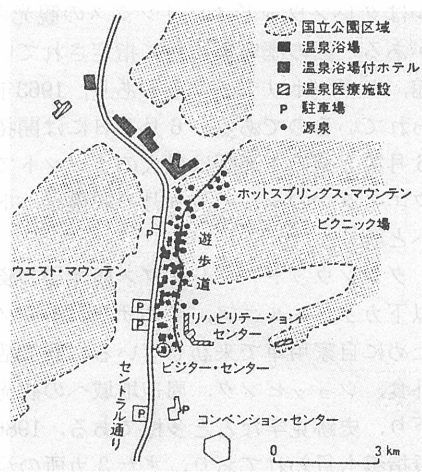 国立公園区域
温泉浴場
温泉浴場付ホテル
温泉医療施設
P 駐車場
源泉
ホットスプリングス・マウンテン
ピクニック場
P
遊歩道
ウエスト・マウンテン
P
P
リハビリテーション
センター
ビジター・センター
セントラル通り
P
コンベンション・センター
0 3 km